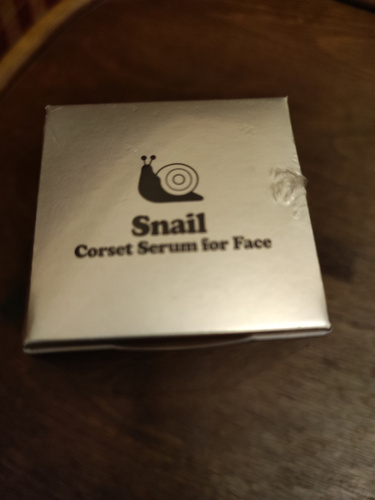 Snail
Corset Serum for Face